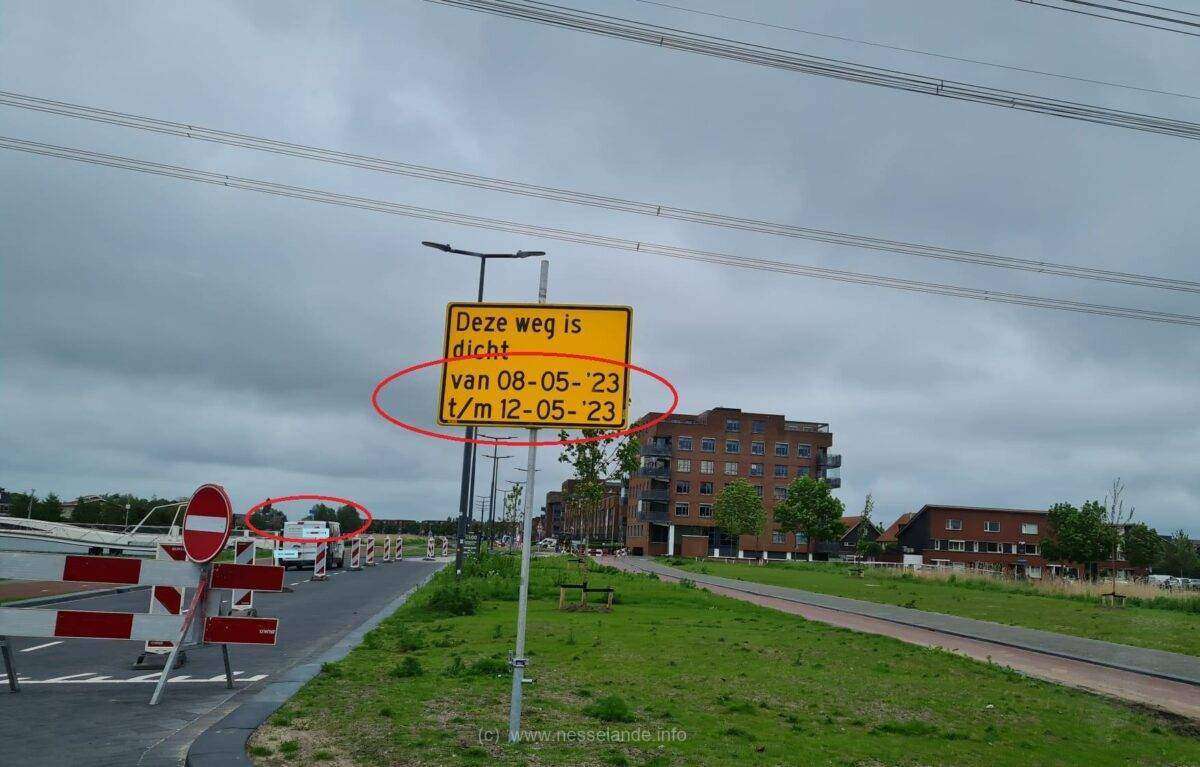 Deze weg is
dicht
van 08-05-'23
t/m 12-05-'23
(c) www.nesselande.info